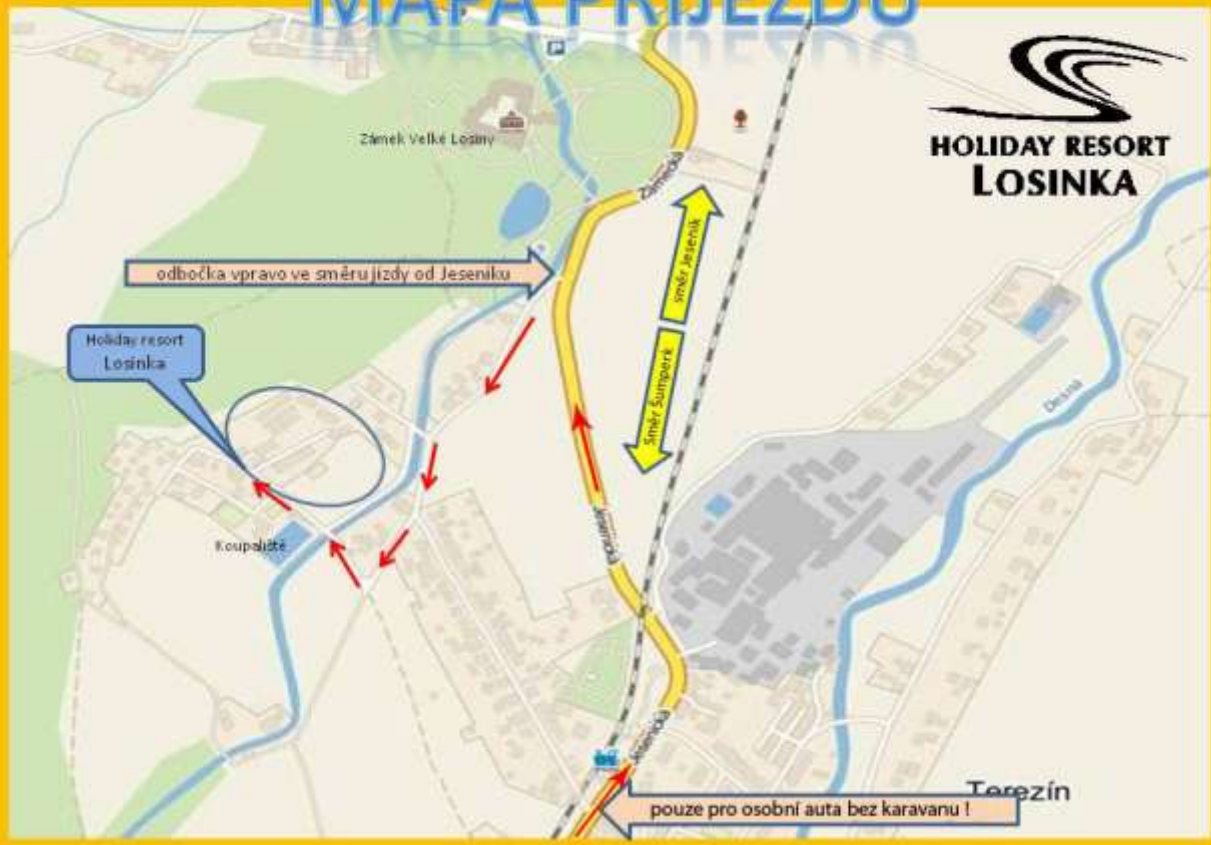 MAPA PŘÍJEZDU
HOLIDAY RESORT
LOSINKA
Zámek Velké Losiny
Zámecká
odbočka vpravo ve směru jízdy od Jeseníku
směr Jeseník
Směr Šumperk
Holiday resort
Losinka
Desná
Koupaliště
Jesenická
Jesenická
Terezín
pouze pro osobní auta bez karavanu !